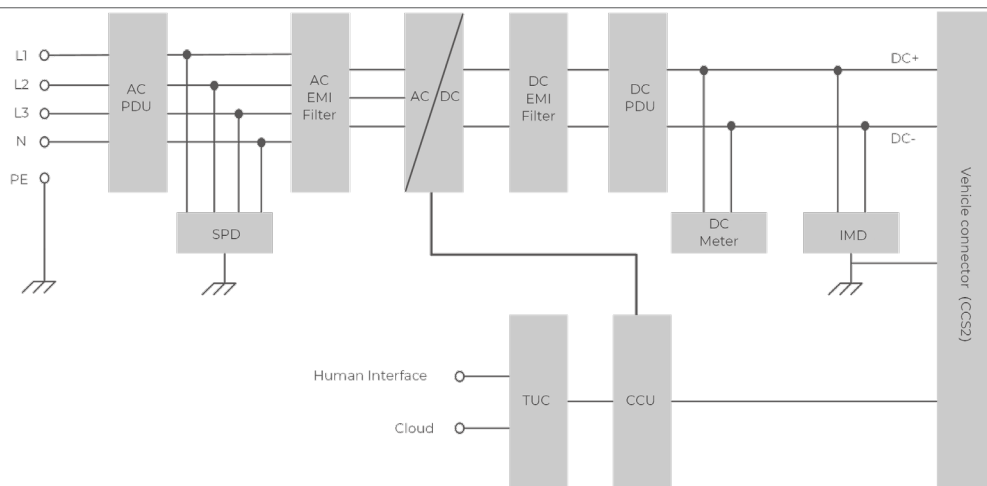 L1
L2
L3
N
PE
AC
PDU
SPD
AC
EMI
Filter
AC
DC
DC
EMI
Filter
DC
PDU
DC
Meter
IMD
DC+
DC-
Vehicle connector (CCS2)
Human Interface
Cloud
TUC
CCU